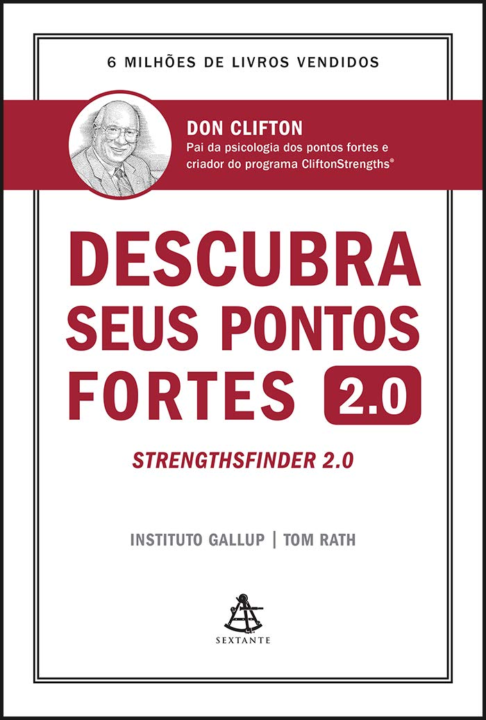 6 MILHÕES DE LIVROS VENDIDOS
DON CLIFTON
Pai da psicologia dos pontos fortes e
criador do programa CliftonStrengths®
DESCUBRA
SEUS PONTOS
FORTES 2.0
STRENGTHSFINDER 2.0
INSTITUTO GALLUP | TOM RATH
SEXTANTE